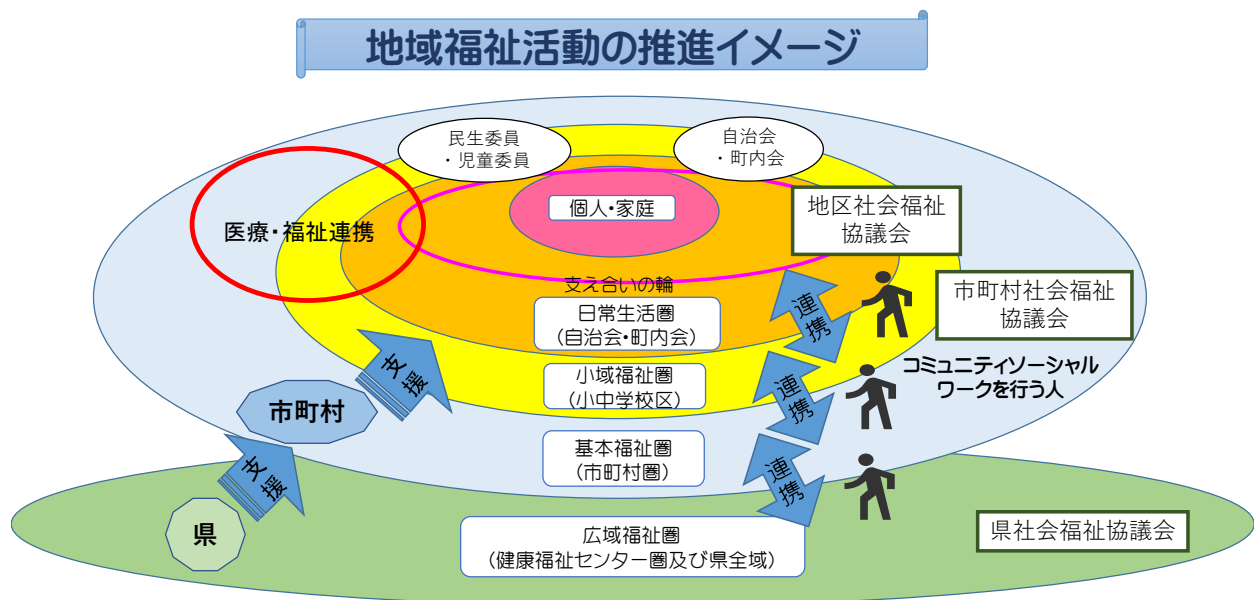 地域福祉活動の推進イメージ
民生委員
・児童委員
自治会
・町内会
個人・家庭
地区社会福祉
協議会
医療・福祉連携
支え合いの輪
市町村社会福祉
協議会
日常生活圏
（自治会・町内会）
連携
支援
小域福祉圏
（小中学校区）
連携
コミュニティソーシャル
ワークを行う人
市町村
基本福祉圏
（市町村圏）
連携
支援
県
広域福祉圏
（健康福祉センター圏及び県全域）
県社会福祉協議会